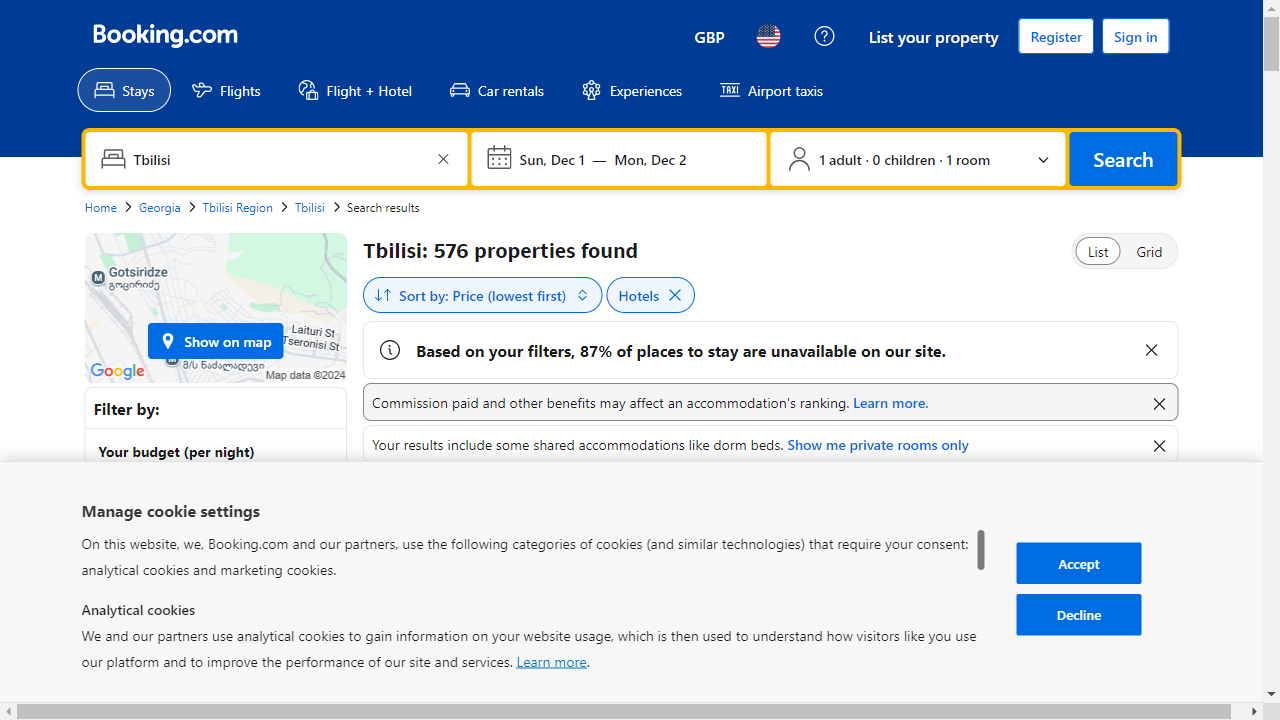 Booking.com
GBP
List your property
Register
Sign in
Stays
Flights
Flight + Hotel
Car rentals
Experiences
TAXI
Airport taxis
Tbilisi
Sun, Dec 1 — Mon, Dec 2
1 adult · 0 children · 1 room
Search
Home
Georgia
Tbilisi Region
Tbilisi
Search results
M
Gotsiridze
გოცირიძე
Show on map
Laituri St
Tseronisi St
M
მ/ს ნაძალადევი
Google
Map data ©2024
Tbilisi: 576 properties found
List
Grid
Sort by: Price (lowest first)
Hotels
Based on your filters, 87% of places to stay are unavailable on our site.
Commission paid and other benefits may affect an accommodation's ranking. Learn more.
Your results include some shared accommodations like dorm beds. Show me private rooms only
Filter by:
Your budget (per night)
Manage cookie settings
On this website, we, Booking.com and our partners, use the following categories of cookies (and similar technologies) that require your consent:
analytical cookies and marketing cookies.
Analytical cookies
We and our partners use analytical cookies to gain information on your website usage, which is then used to understand how visitors like you use
our platform and to improve the performance of our site and services. Learn more.
Accept
Decline